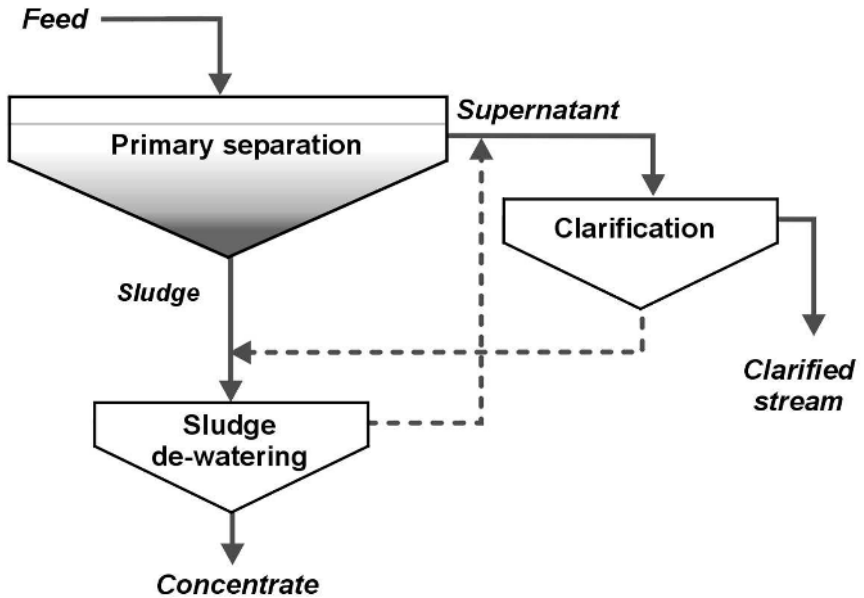 Feed
Supernatant
Primary separation
Clarification
Sludge
Clarified
stream
Sludge
de-watering
Concentrate